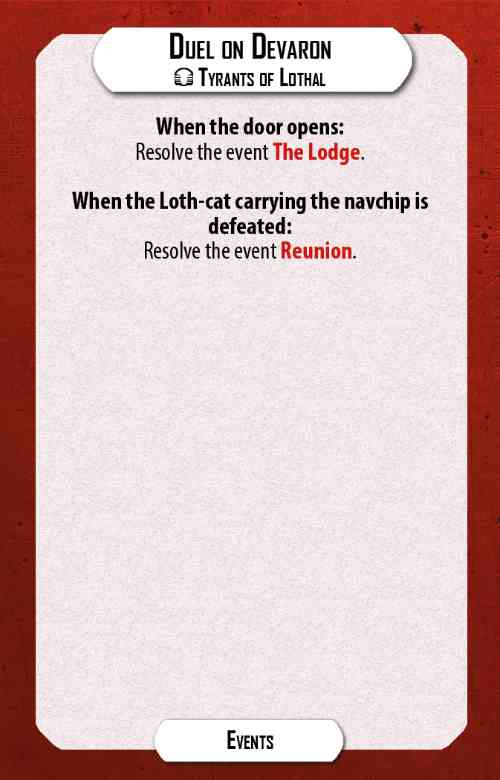 Duel on Devaron
Tyrants of Lothal
When the door opens:
Resolve the event The Lodge.
When the Loth-cat carrying the navchip is
defeated:
Resolve the event Reunion.
Events